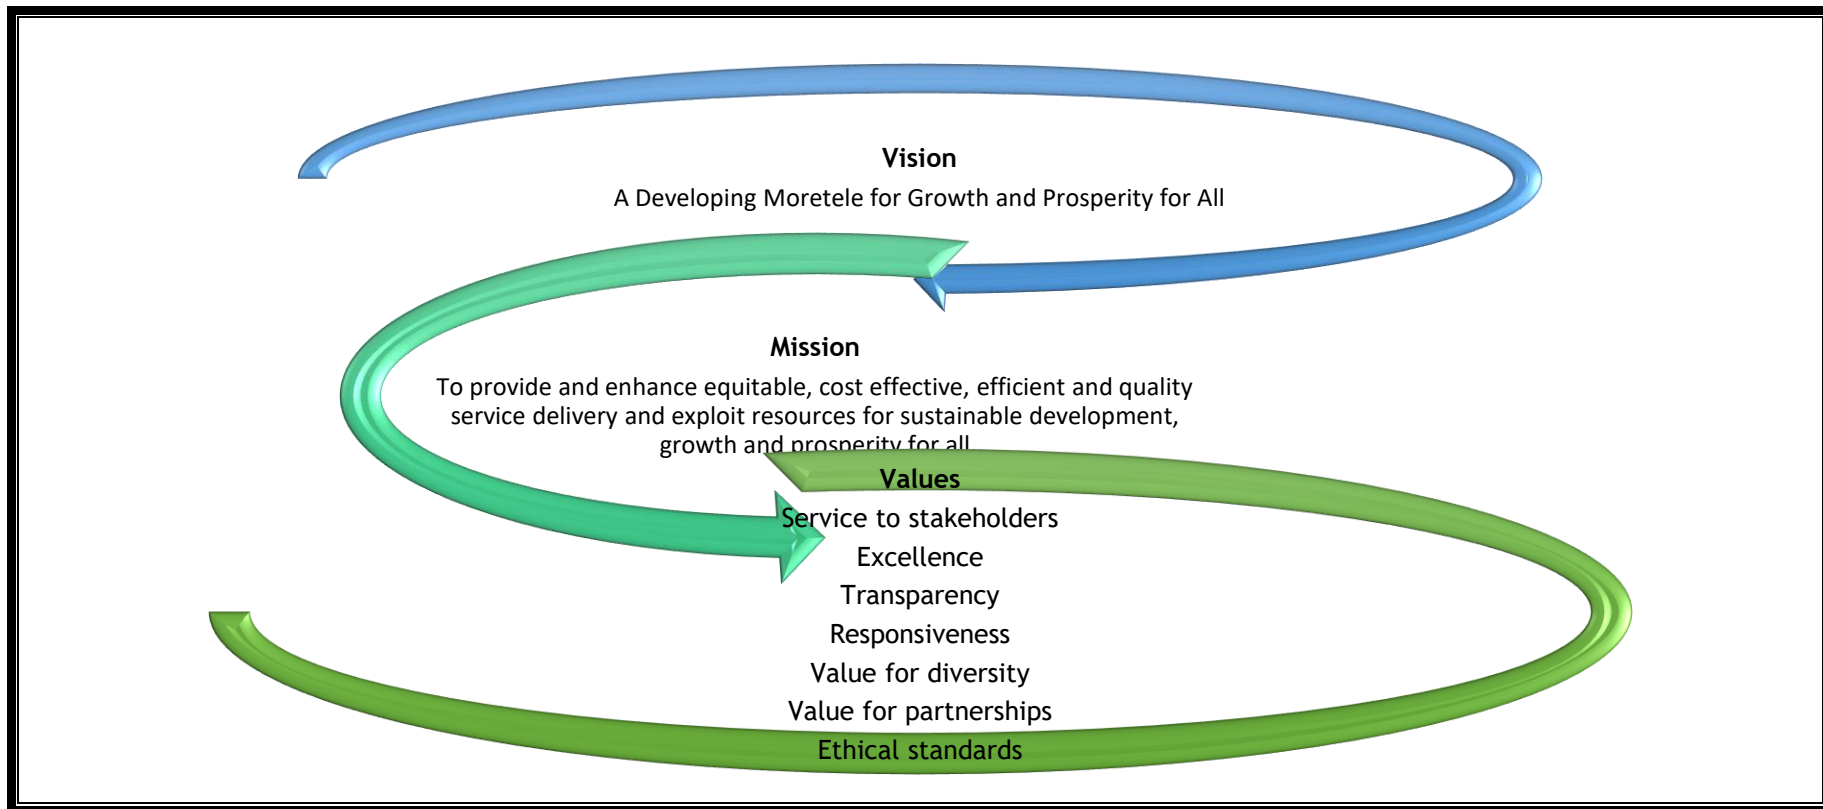 Vision
A Developing Moretele for Growth and Prosperity for All
Mission
To provide and enhance equitable, cost effective, efficient and quality
service delivery and exploit resources for sustainable development,
growth and prosperity for all
Values
Service to stakeholders
Excellence
Transparency
Responsiveness
Value for diversity
Value for partnerships
Ethical standards